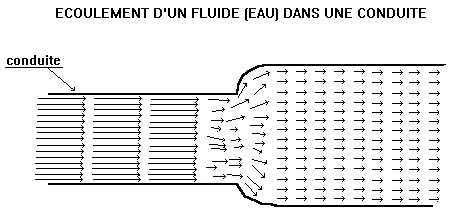 ECOULEMENT D'UN FLUIDE (EAU) DANS UNE CONDUITE
conduite